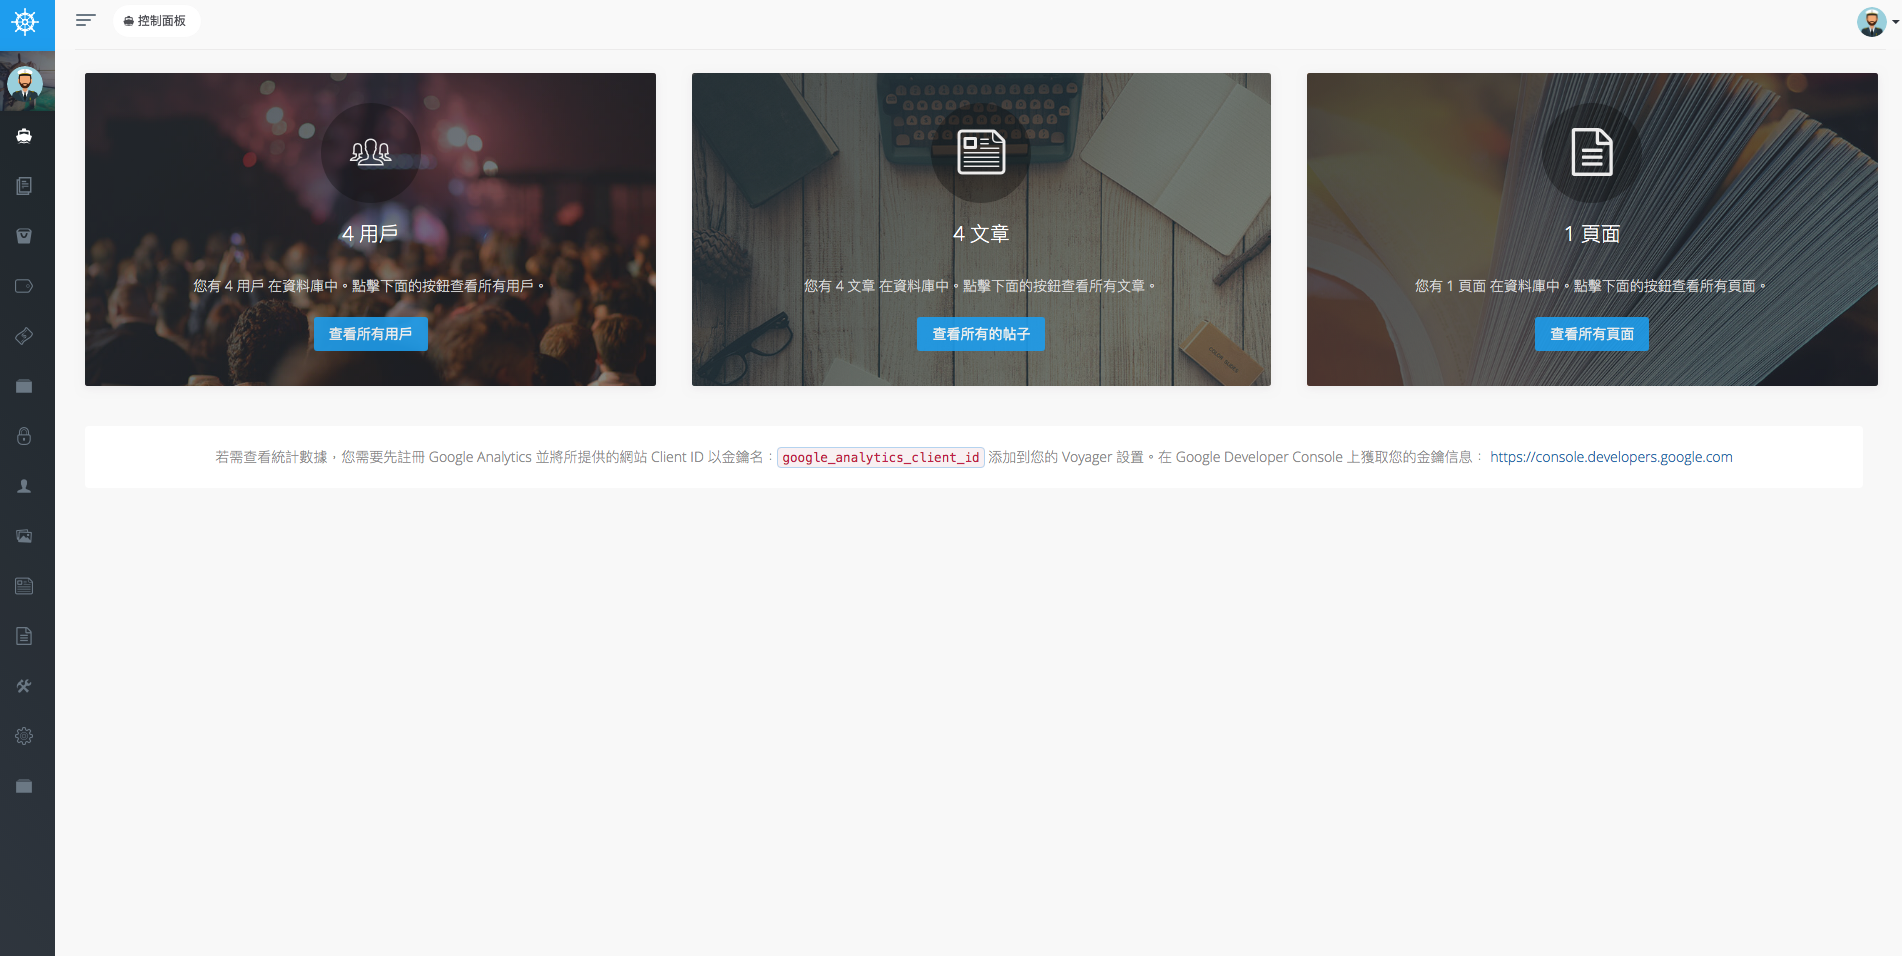 控制面板
4 用戶
您有 4 用戶 在資料庫中。點擊下面的按鈕查看所有用戶。
查看所有用戶
4 文章
您有 4 文章 在資料庫中。點擊下面的按鈕查看所有文章。
查看所有的帖子
1 頁面
您有 1 頁面 在資料庫中。點擊下面的按鈕查看所有頁面。
查看所有頁面
若需查看統計數據，您需要先註冊 Google Analytics 並將所提供的網站 Client ID 以金鑰名： google_analytics_client_id 添加到您的 Voyager 設置。在 Google Developer Console 上獲取您的金鑰信息： https://console.developers.google.com